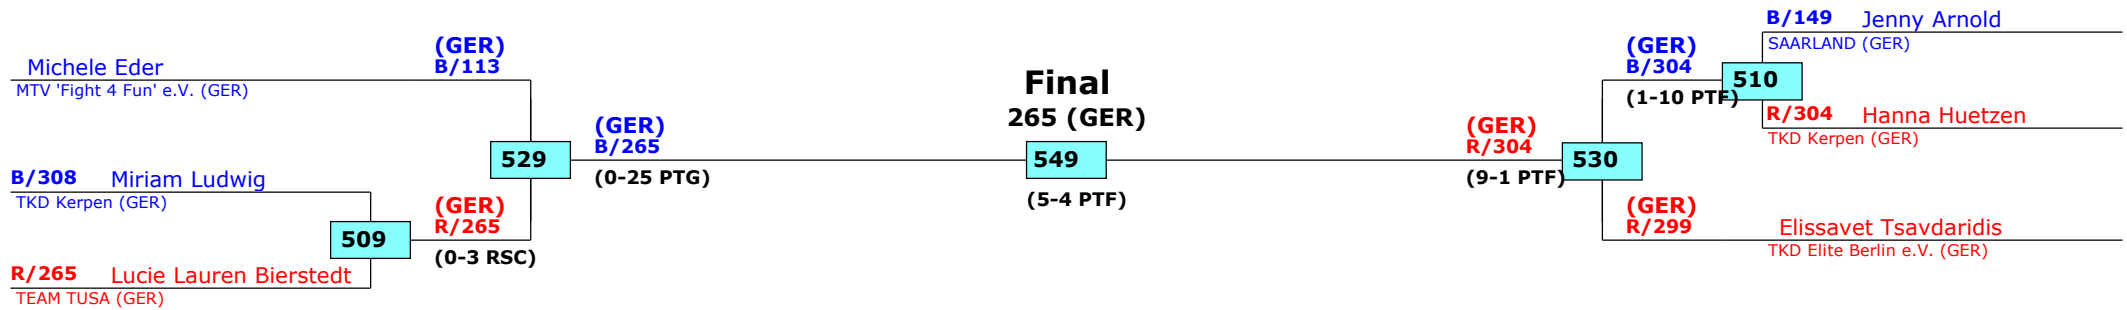 Michele Eder
MTV 'Fight 4 Fun' e.V. (GER)
(GER)
B/113
B/308 Miriam Ludwig
TKD Kerpen (GER)
509
R/265 Lucie Lauren Bierstedt
TEAM TUSA (GER)
(GER)
R/265
(0-3 RSC)
529
(GER)
B/265
(0-25 PTG)
Final
265 (GER)
549
(5-4 PTF)
(GER)
R/304
(9-1 PTF)
530
(GER)
B/304
(1-10 PTF)
510
B/149 Jenny Arnold
SAARLAND (GER)
R/304 Hanna Huetzen
TKD Kerpen (GER)
(GER)
R/299
Elissavet Tsavdaridis
TKD Elite Berlin e.V. (GER)